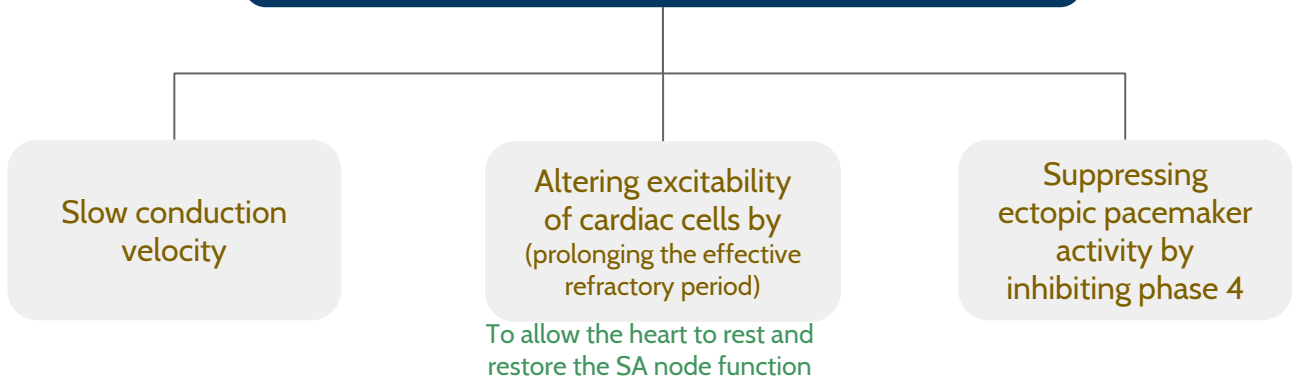 Slow conduction
velocity
Altering excitability
of cardiac cells by
(prolonging the effective
refractory period)
To allow the heart to rest and
restore the SA node function
Suppressing
ectopic pacemaker
activity by
inhibiting phase 4